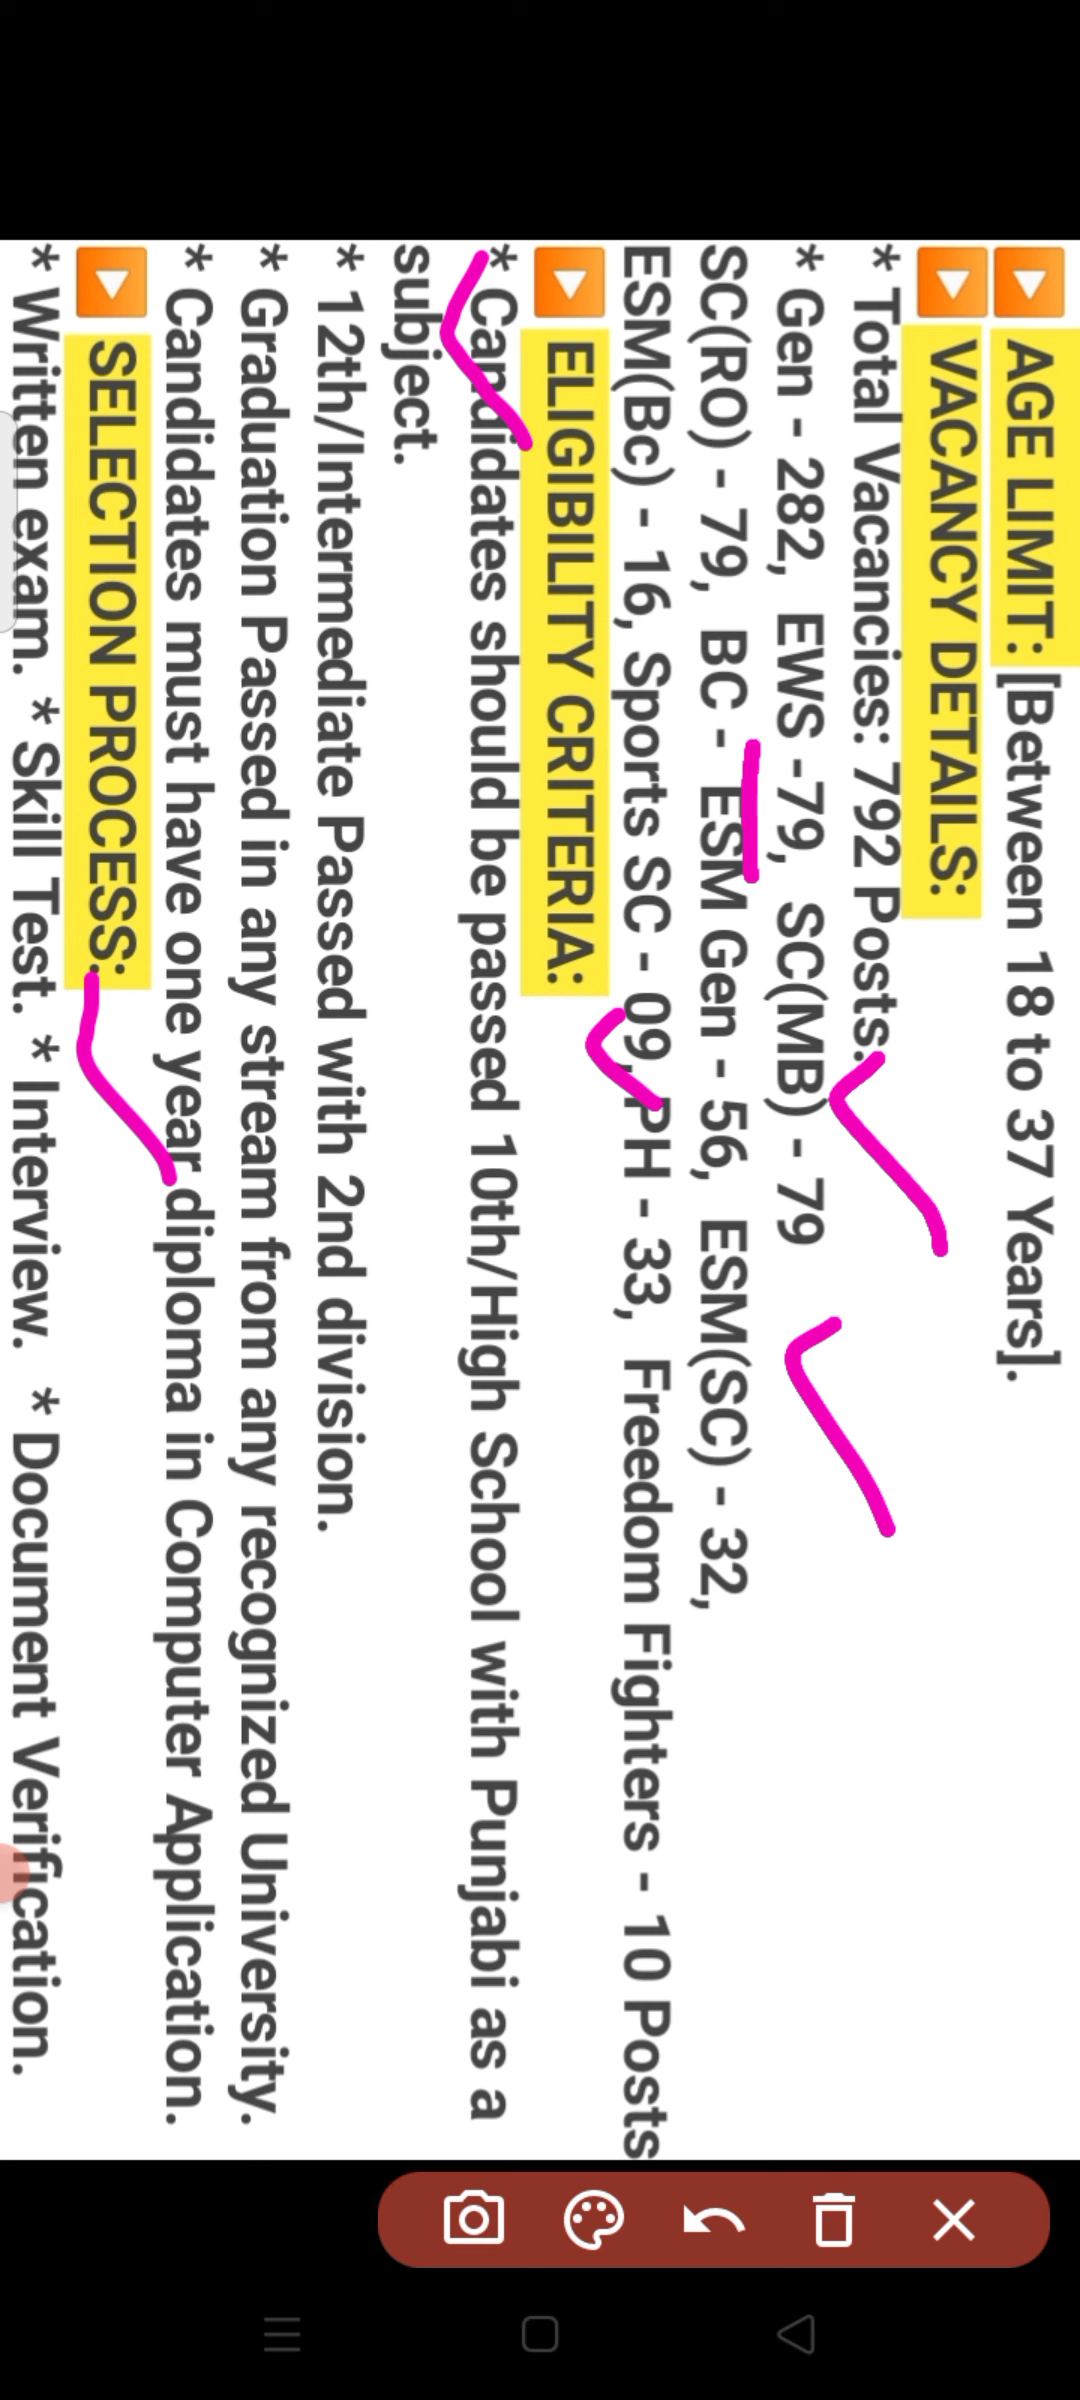 AGE LIMIT: [Between 18 to 37 Years].
VACANCY DETAILS:
* Total Vacancies: 792 Posts.
* Gen - 282, EWS -79, SC(MB) - 79
SC(RO) - 79, BC - ESM Gen - 56, ESM(SC) - 32,
ESM(Bc) - 16, Sports SC - 09, PH - 33, Freedom Fighters - 10 Posts
ELIGIBILITY CRITERIA:
* Candidates should be passed 10th/High School with Punjabi as a
subject.
* 12th/Intermediate Passed with 2nd division.
* Graduation Passed in any stream from any recognized University.
* Candidates must have one year diploma in Computer Application.
SELECTION PROCESS:
* Written exam. * Skill Test. * Interview. * Document Verification.